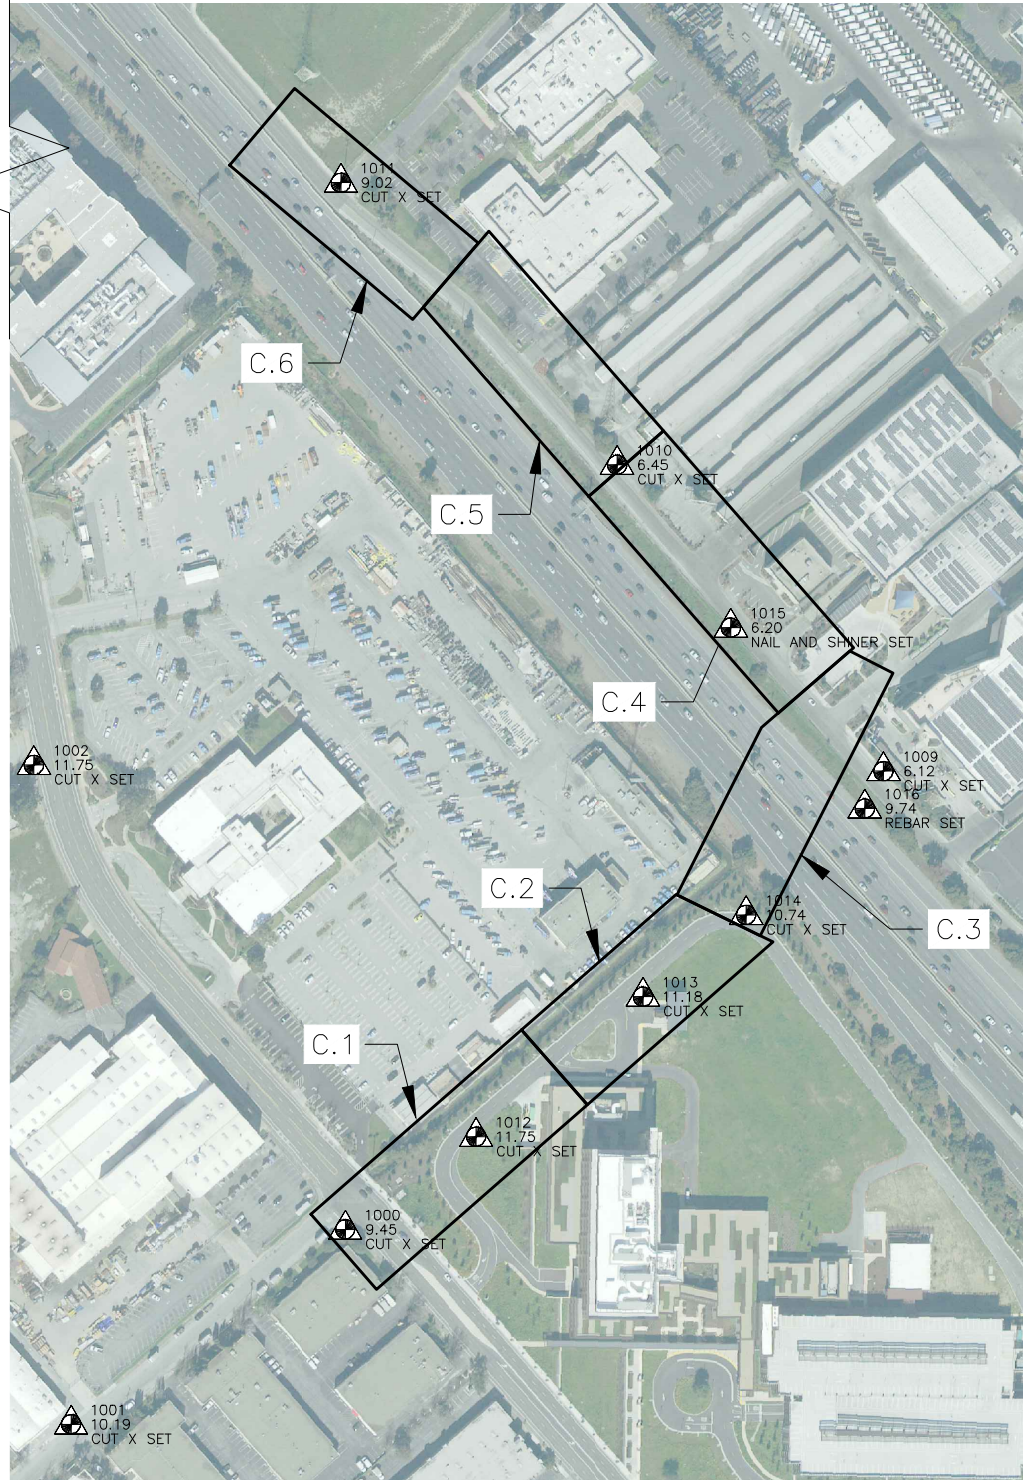 1011
9.02
CUT X SET
C.6
1010
6.45
CUT X SET
C.5
1015
6.20
NAIL AND SHINER SET
C.4
1002
11.75
CUT X SET
1009
6.12
CUT X SET
1016
9.74
REBAR SET
C.2
1014
10.74
CUT X SET
C.3
1013
11.18
CUT X SET
C.1
1012
11.75
CUT X SET
1000
9.45
CUT X SET
1001
10.19
CUT X SET